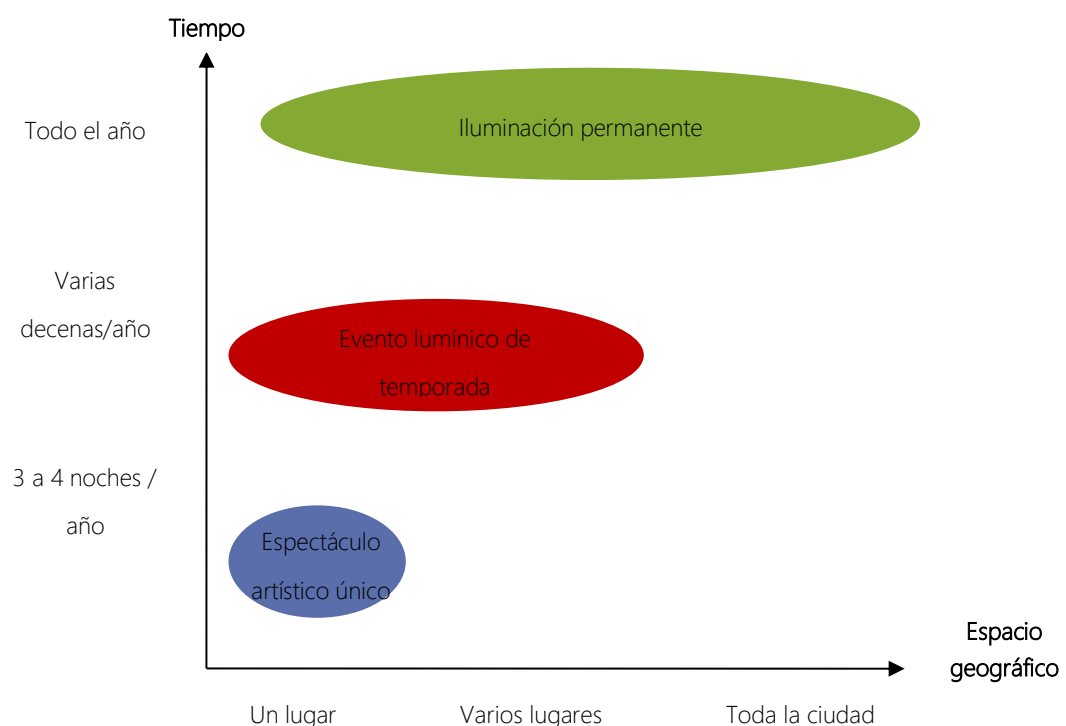 Tiempo
Todo el año
Iluminación permanente
Varias
decenas/año
Evento lumínico de
temporada
3 a 4 noches /
año
Espectáculo
artístico único
Espacio
geográfico
Un lugar
Varios lugares
Toda la ciudad